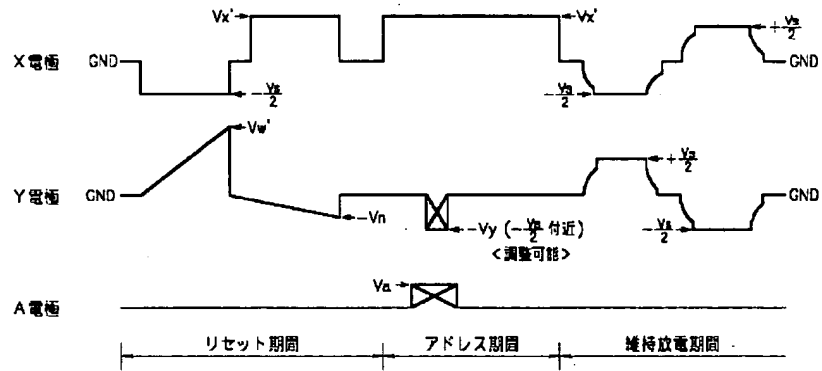 Vx'
Vx'
+Vs/2
X電極
GND
GND
-Vs/2
-Vs/2
Vw'
+Vs/2
Y電極
GND
GND
-Vn
-Vy (-Vs/2 付近)
<調整可能>
-Vs/2
Va
A電極
リセット期間
アドレス期間
維持放電期間